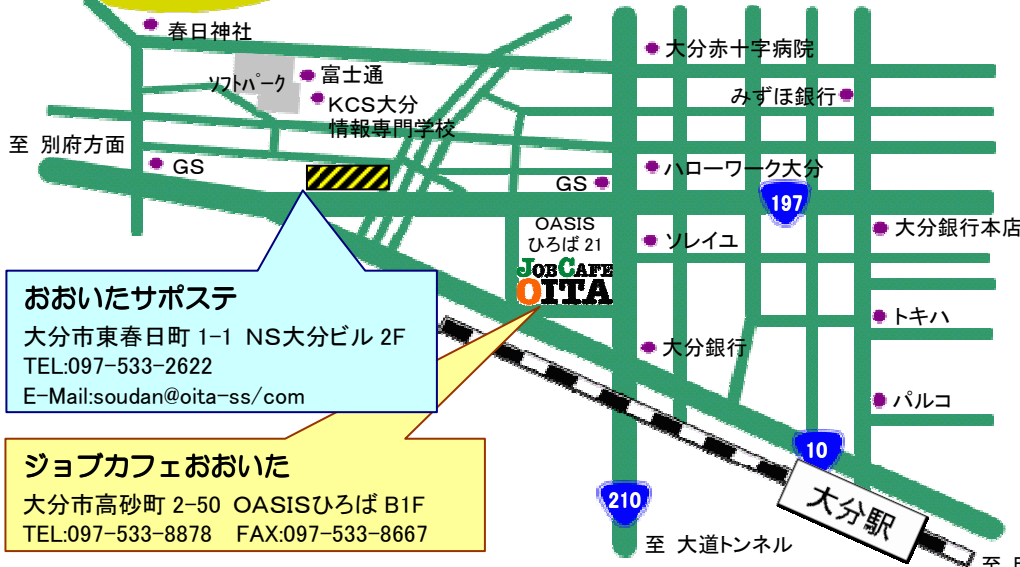 春日神社
ソフトパーク
富士通
KCS大分
情報専門学校
大分赤十字病院
みずほ銀行
至 別府方面
GS
GS
ハローワーク大分
197
大分銀行本店
OASIS
ひろば 21
JOB CAFE
OITA
ソレイユ
トキハ
大分銀行
パルコ
10
210
大分駅
至 大道トンネル
至
おおいたサポステ
大分市東春日町 1-1 NS大分ビル 2F
TEL:097-533-2622
E-Mail:soudan@oita-ss/com
ジョブカフェおおいた
大分市高砂町 2-50 OASISひろば B1F
TEL:097-533-8878 FAX:097-533-8667